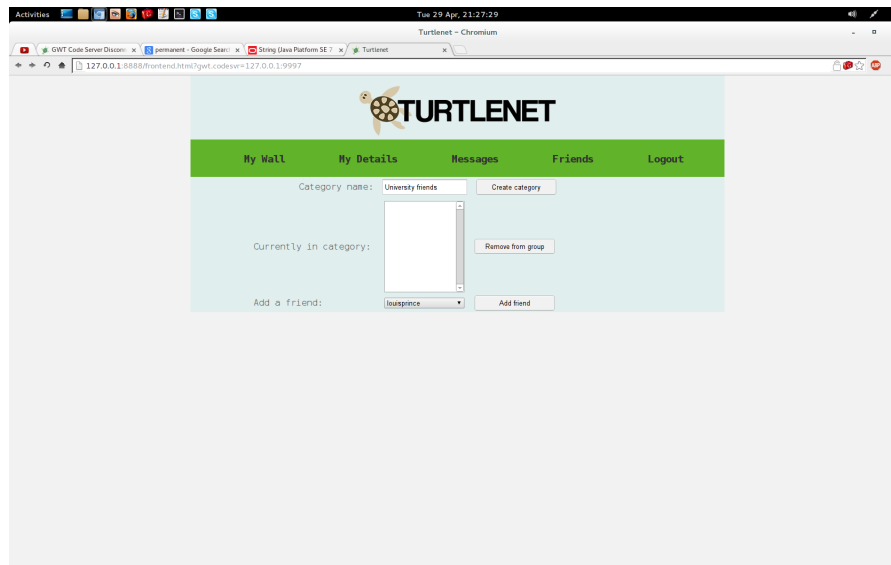 Activities Tue 29 Apr, 21:27:29
Turtlenet - Chromium
GWT Code Server Disconn x permanent - Google Searc x String (Java Platform SE 7 x Turtlenet x
127.0.0.1:8888/frontend.html?gwt.codesvr=127.0.0.1:9997 ABP
TURTLENET
My Wall My Details Messages Friends Logout
Category name: University friends Create category
Currently in category: Remove from group
Add a friend: louisprince Add friend